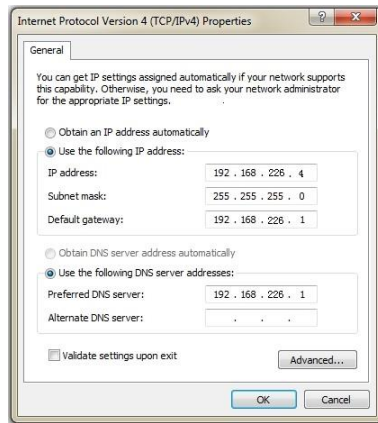 Internet Protocol Version 4 (TCP/IPv4) Properties
General
You can get IP settings assigned automatically if your network supports
this capability. Otherwise, you need to ask your network administrator
for the appropriate IP settings.
Obtain an IP address automatically
Use the following IP address:
IP address: 192 . 168 . 226 . 4
Subnet mask: 255 . 255 . 255 . 0
Default gateway: 192 . 168 . 226 . 1
Obtain DNS server address automatically
Use the following DNS server addresses:
Preferred DNS server: 192 . 168 . 226 . 1
Alternate DNS server: . . .
Validate settings upon exit
Advanced...
OK Cancel